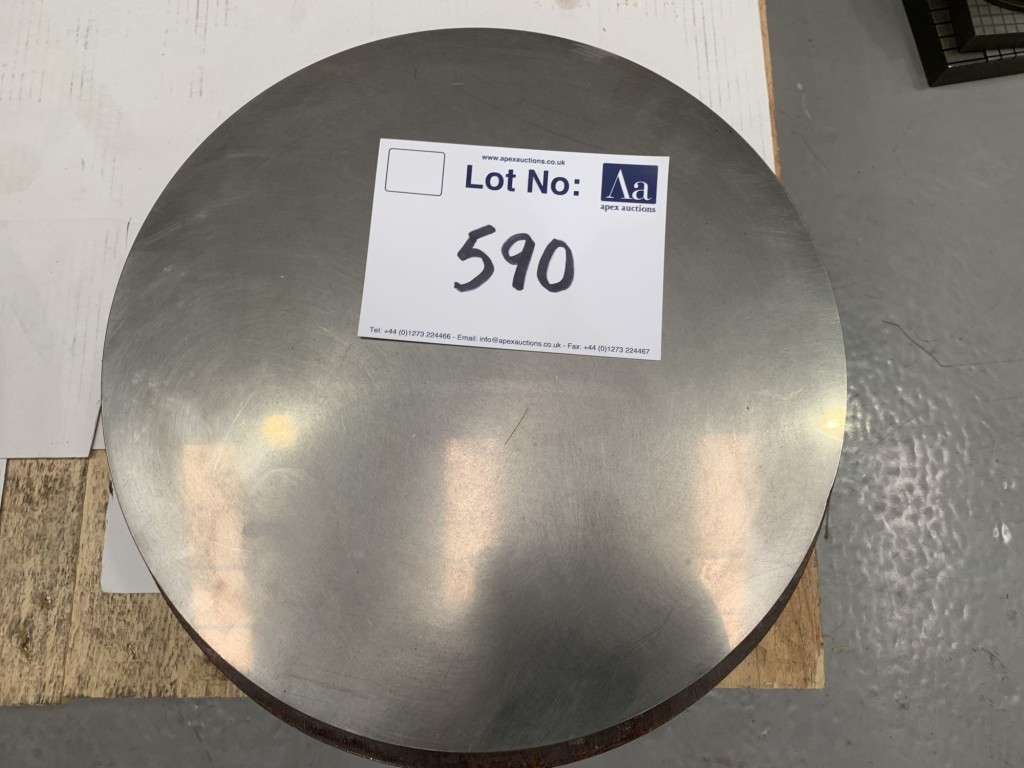 www.apexauctions.co.uk
Lot No:
Aa
apex auctions
590
Tel: +44 (0)1273 224466 - Email: info@apexauctions.co.uk - Fax: +44 (0)1273 224467